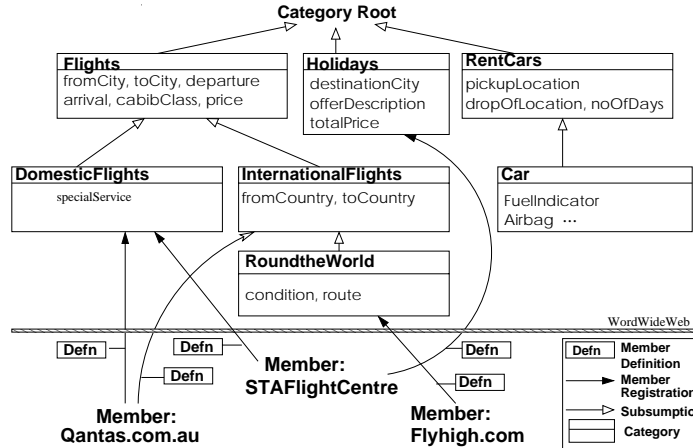 Category Root
Flights
fromCity, toCity, departure
arrival, cabibClass, price
Holidays
destinationCity
offerDescription
totalPrice
RentCars
pickupLocation
dropOfLocation, noOfDays
DomesticFlights
specialService
InternationalFlights
fromCountry, toCountry
Car
FuelIndicator
Airbag ...
RoundtheWorld
condition, route
WordWideWeb
Defn
Defn
Defn
Defn
Defn
Member:
STAFlightCentre
Member:
Qantas.com.au
Member:
Flyhigh.com
Defn
Member
Definition
Member
Registration
Subsumption
Category